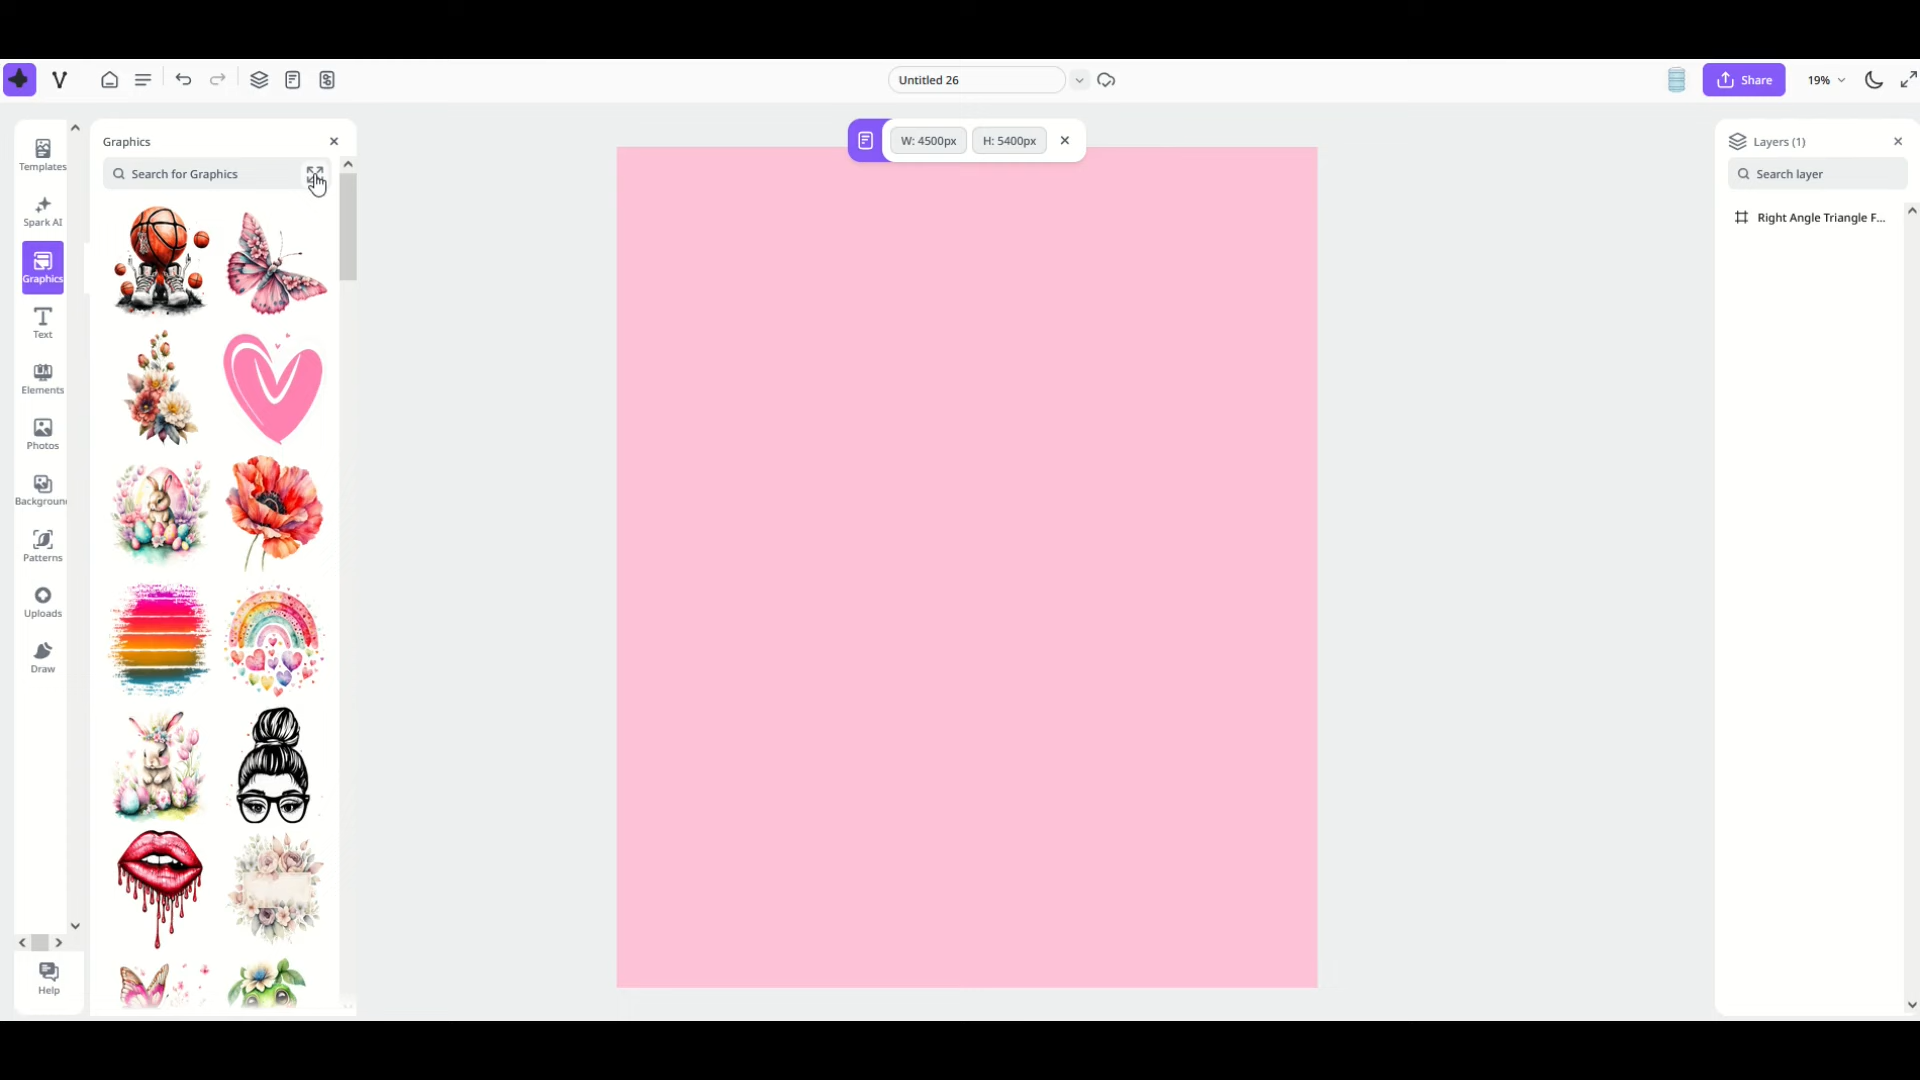 Untitled 26
Share
19%
Templates
Spark AI
Graphics
Text
Elements
Photos
Backgroun
Patterns
Uploads
Draw
Help
Graphics
Search for Graphics
W: 4500px
H: 5400px
Layers (1)
Search layer
Right Angle Triangle F...